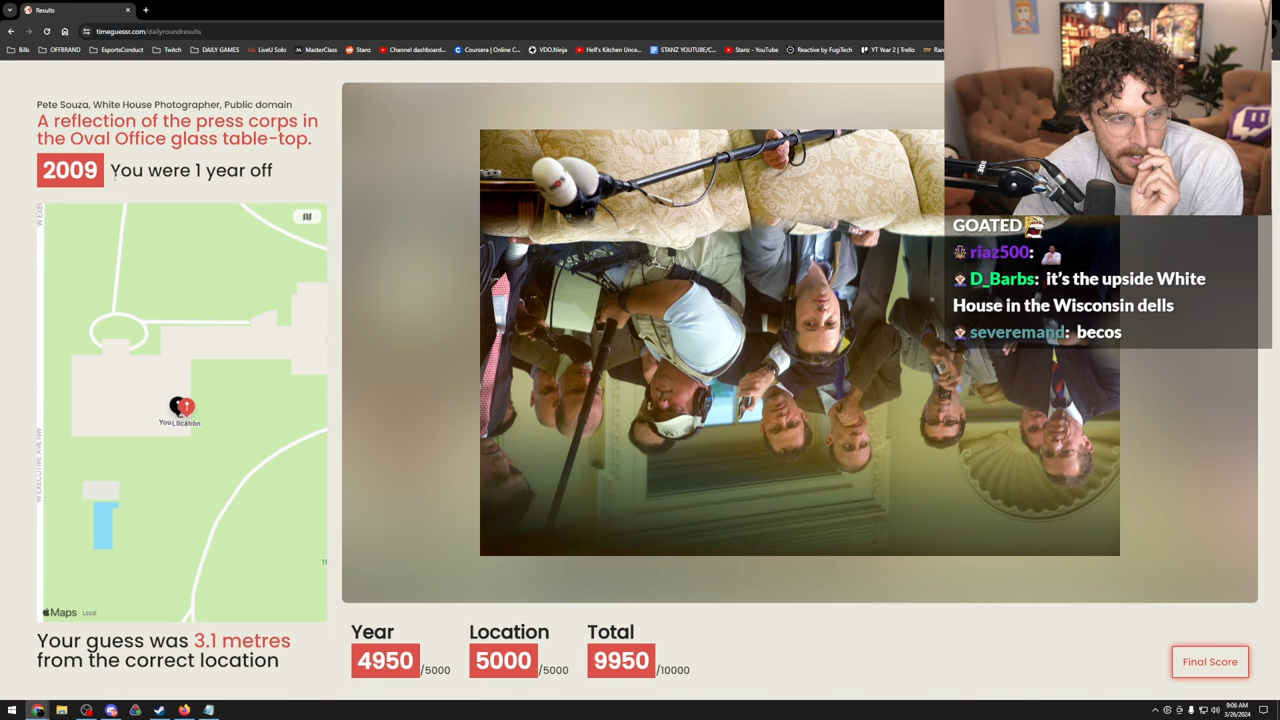 Results
timeguessr.com/dailyroundresults
Bills
OFFBRAND
EsportsConduct
Twitch
DAILY GAMES
LiveU Solo
MasterClass
Stanz
Channel dashboard...
Coursera | Online C...
VDO.Ninja
Hell's Kitchen Unce...
STANZ YOUTUBE/C...
Stanz - YouTube
Reactive by FugiTech
YT Year 2 | Trello
Pete Souza, White House Photographer, Public domain
A reflection of the press corps in
the Oval Office glass table-top.
2009 You were 1 year off
W EXECUTIVE AVE NW
You
Location
Maps
Legal
Your guess was 3.1 metres
from the correct location
GOATED
riaz500:
D_Barbs: it's the upside White
House in the Wisconsin dells
severemand: becos
Year
4950 /5000
Location
5000 /5000
Total
9950 /10000
Final Score
9:06 AM
3/26/2024